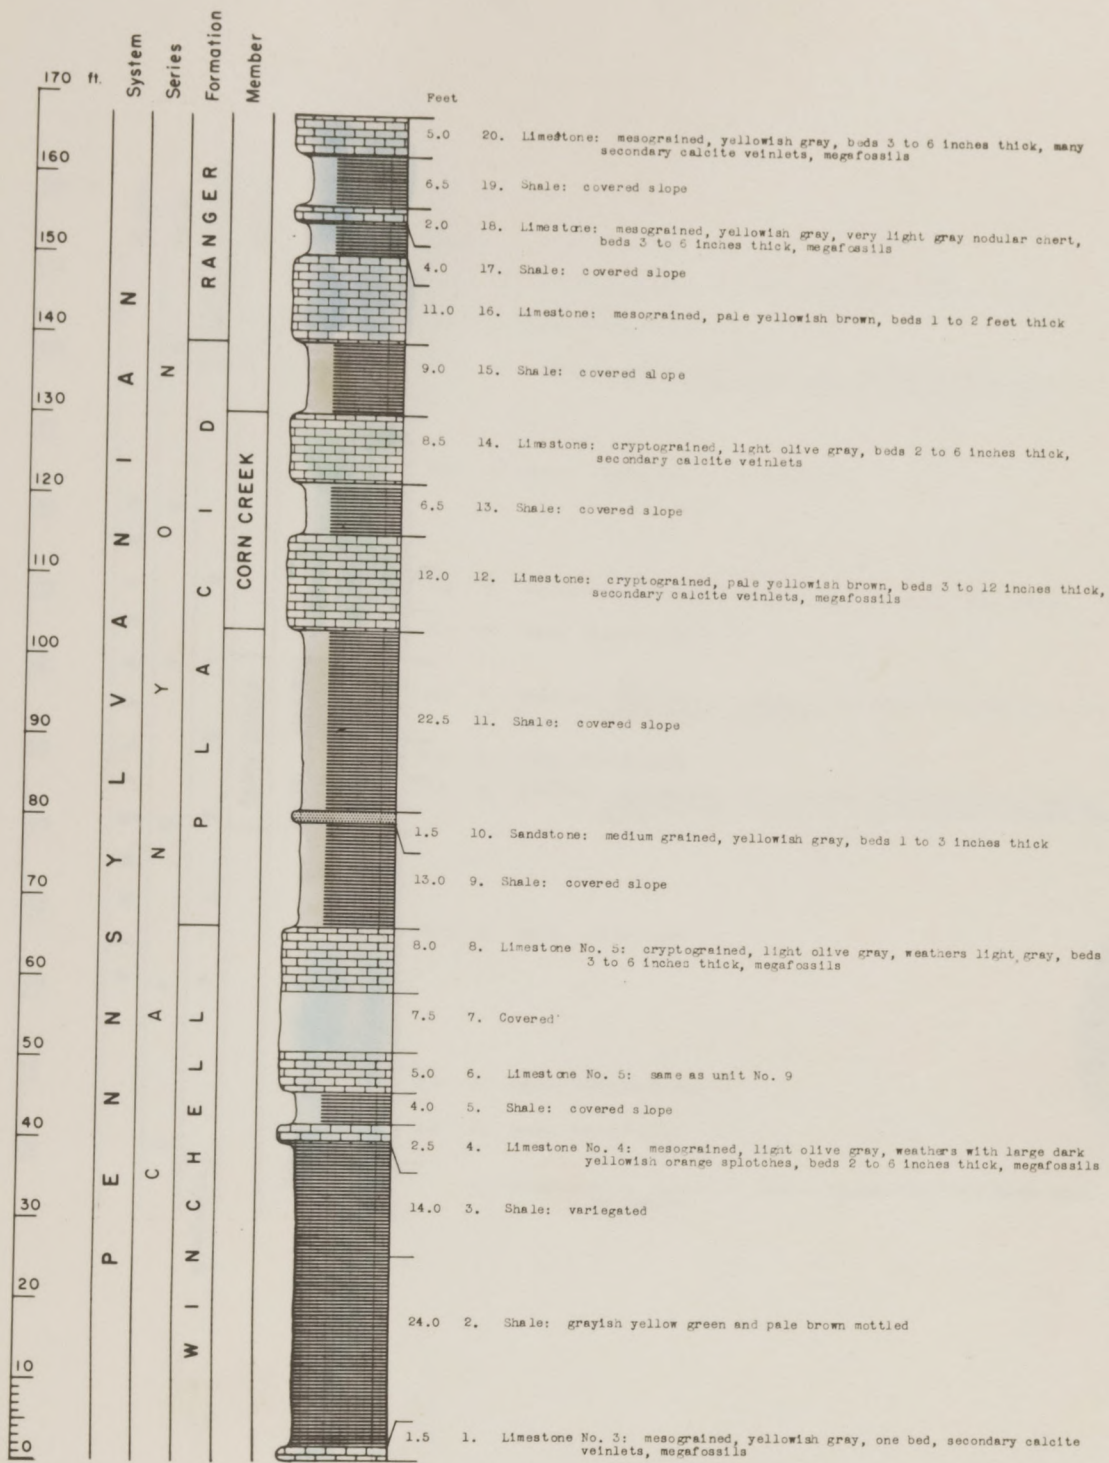 170 ft.
System
Series
Formation
Member
Feet
160
150
140
130
120
110
100
90
80
70
60
50
40
30
20
10
0
PENNSYLVANIAN
CANYON
RANGER
PLACID
WINCHELL
CORN CREEK
5.0 20. Limestone: mesograined, yellowish gray, beds 3 to 6 inches thick, many
secondary calcite veinlets, megafossils
6.5 19. Shale: covered slope
2.0 18. Limestone: mesograined, yellowish gray, very light gray nodular chert,
beds 3 to 6 inches thick, megafossils
4.0 17. Shale: covered slope
11.0 16. Limestone: mesograined, pale yellowish brown, beds 1 to 2 feet thick
9.0 15. Shale: covered slope
8.5 14. Limestone: cryptograined, light olive gray, beds 2 to 6 inches thick,
secondary calcite veinlets
6.5 13. Shale: covered slope
12.0 12. Limestone: cryptograined, pale yellowish brown, beds 3 to 12 inches thick,
secondary calcite veinlets, megafossils
22.5 11. Shale: covered slope
1.5 10. Sandstone: medium grained, yellowish gray, beds 1 to 3 inches thick
13.0 9. Shale: covered slope
8.0 8. Limestone No. 5: cryptograined, light olive gray, weathers light gray, beds
3 to 6 inches thick, megafossils
7.5 7. Covered
5.0 6. Limestone No. 5: same as unit No. 9
4.0 5. Shale: covered slope
2.5 4. Limestone No. 4: mesograined, light olive gray, weathers with large dark
yellowish orange splotches, beds 2 to 6 inches thick, megafossils
14.0 3. Shale: variegated
24.0 2. Shale: grayish yellow green and pale brown mottled
1.5 1. Limestone No. 3: mesograined, yellowish gray, one bed, secondary calcite
veinlets, megafossils